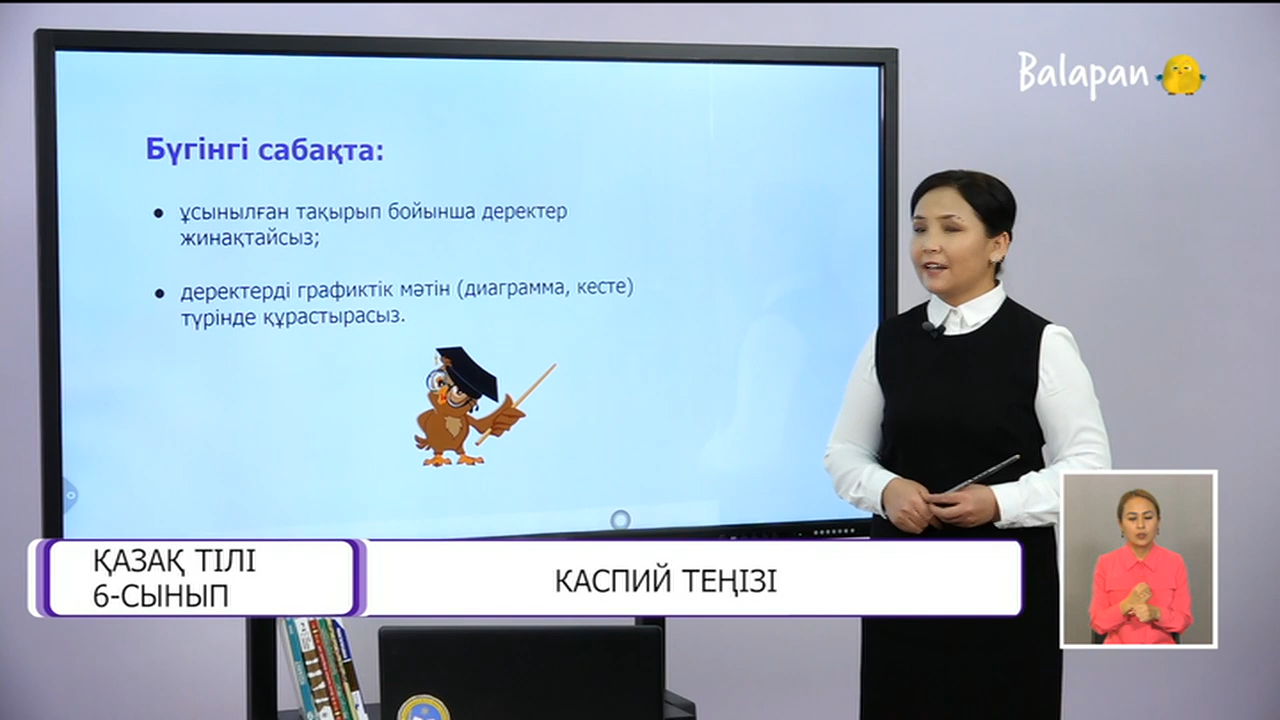 Balapan
Бүгінгі сабақта:
ұсынылған тақырып бойынша деректер
жинақтайсыз;
деректерді графиктік мәтін (диаграмма, кесте)
түрінде құрастырасыз.
ҚАЗАҚ ТІЛІ
6-СЫНЫП
КАСПИЙ ТЕҢІЗІ